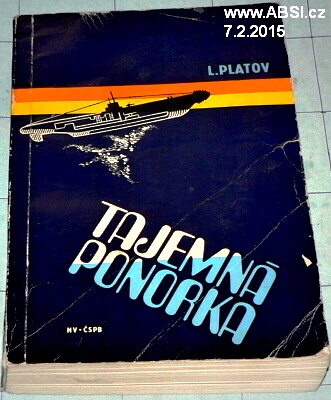 www.ABSI.cz
7.2.2015
L.PLATOV
TAJEMNÁ
PONORKA
NV-ČSPB